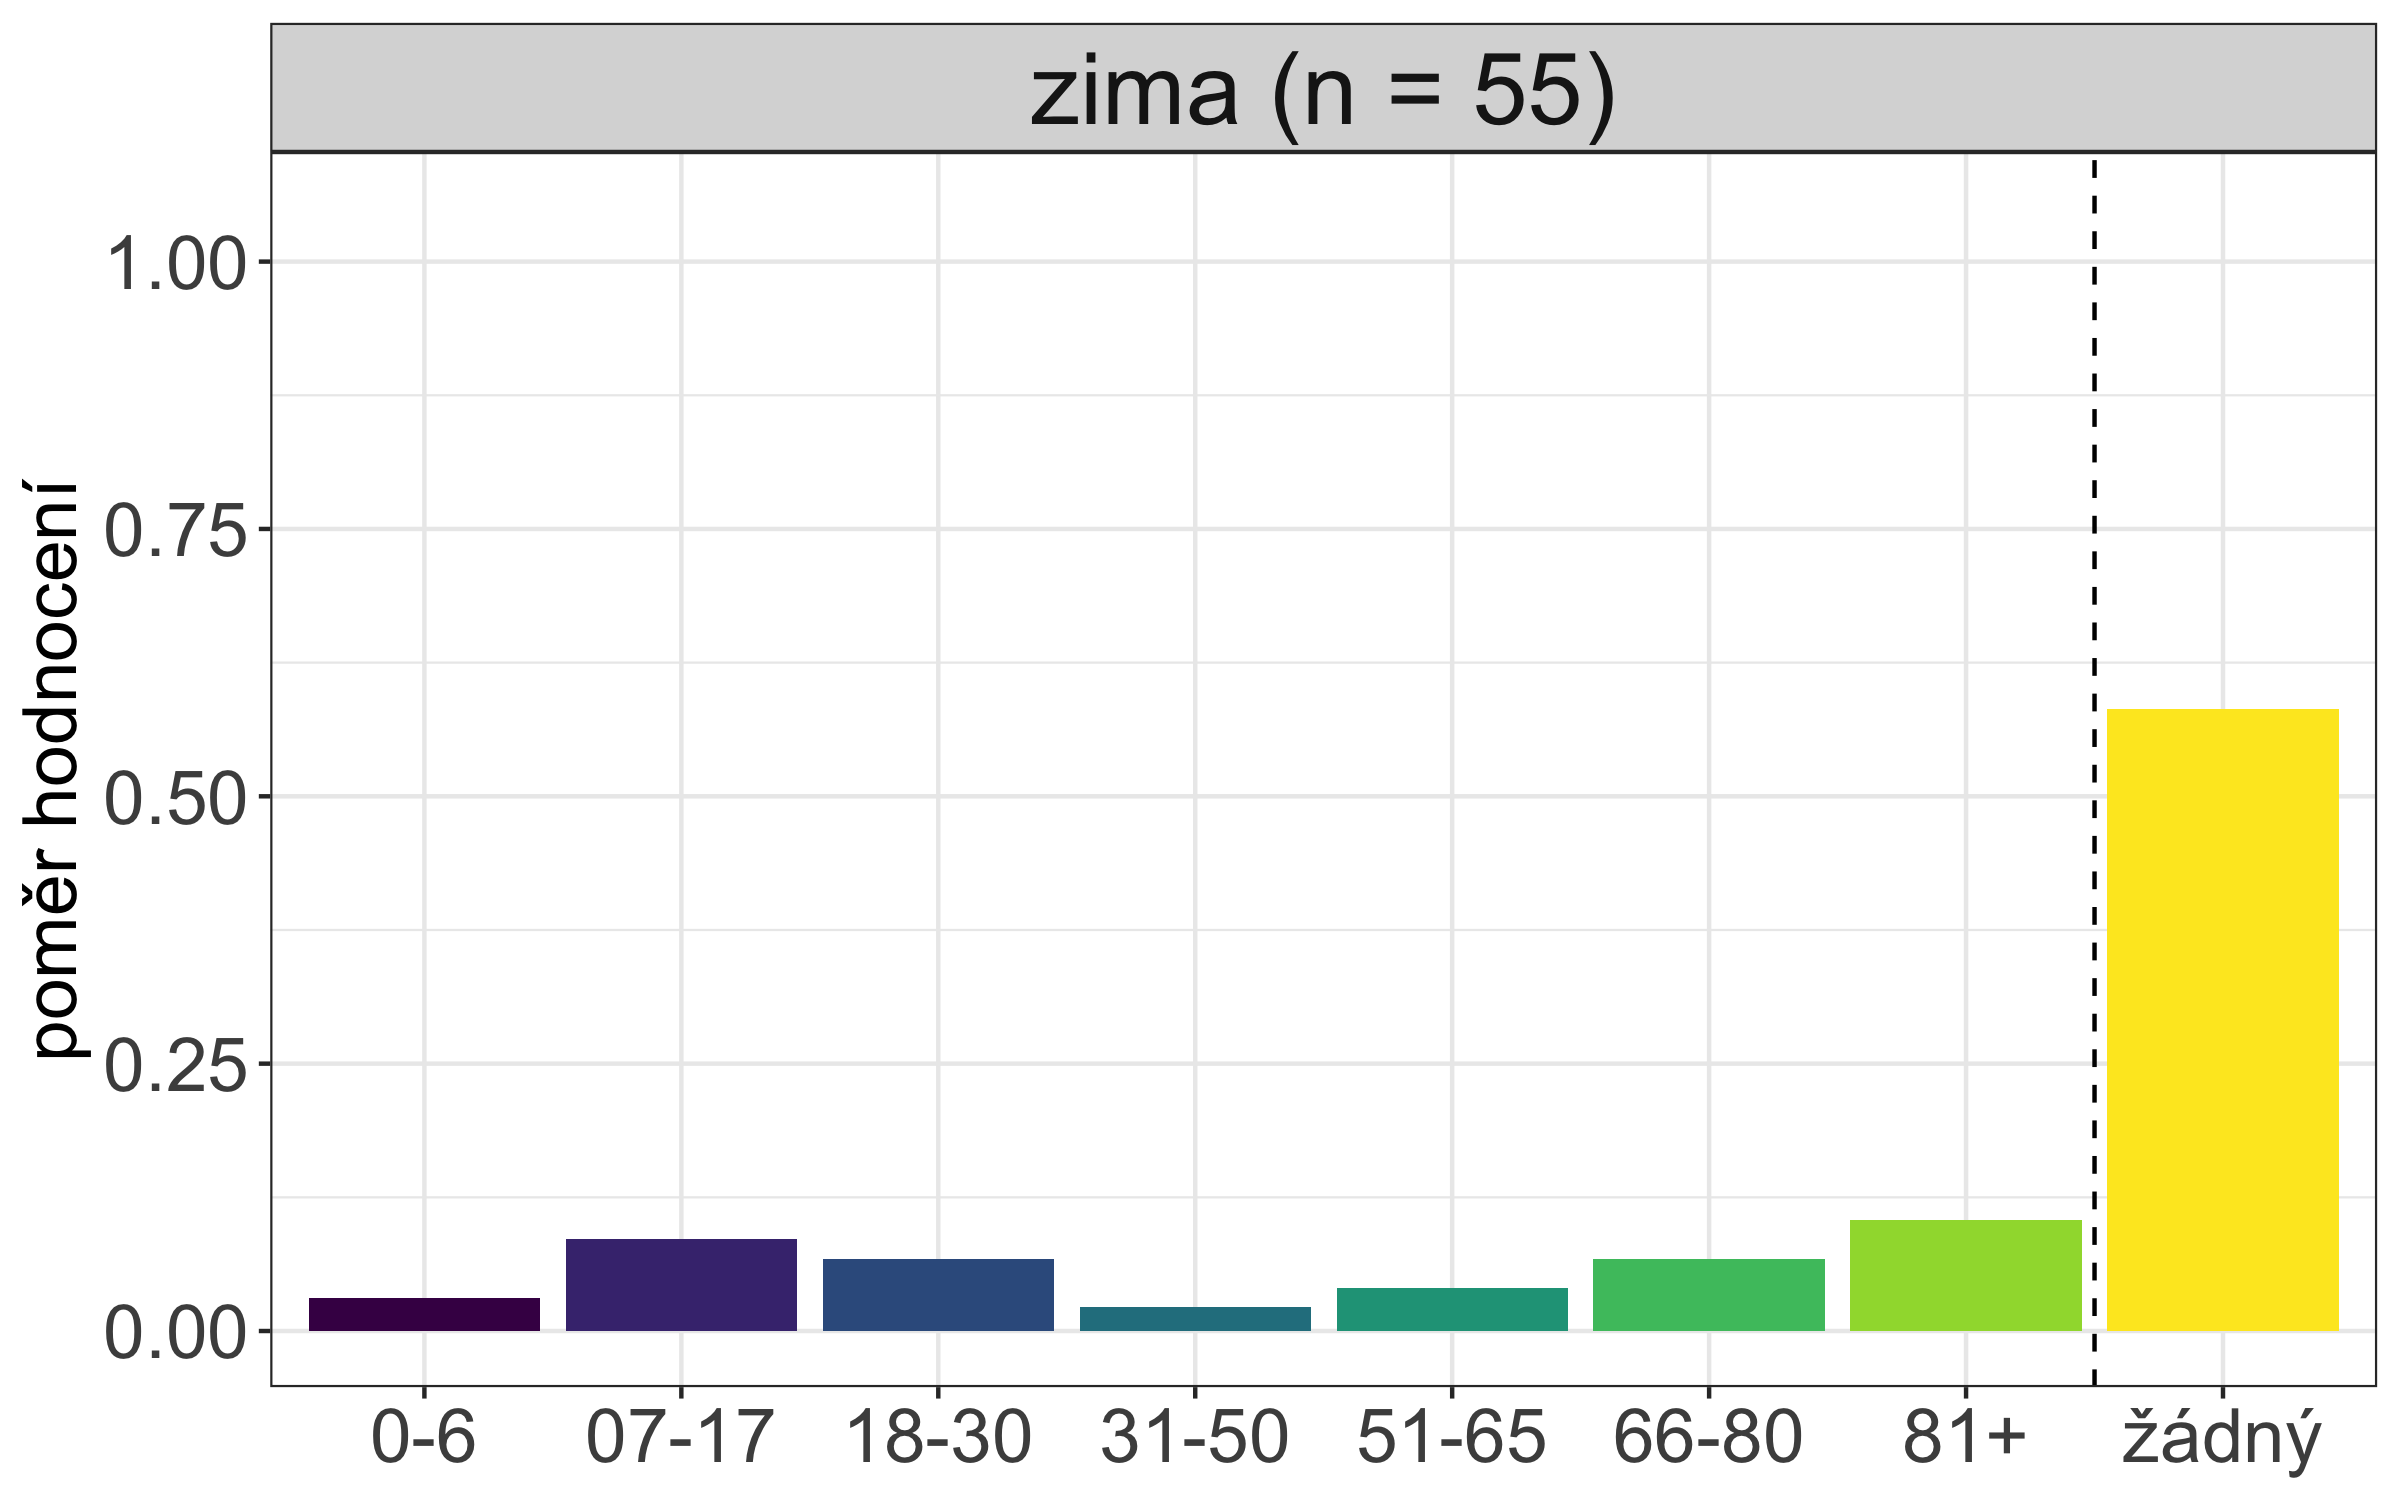 zima (n = 55)
poměr hodnocení
1.00
0.75
0.50
0.25
0.00
0-6 07-17 18-30 31-50 51-65 66-80 81+ žádný